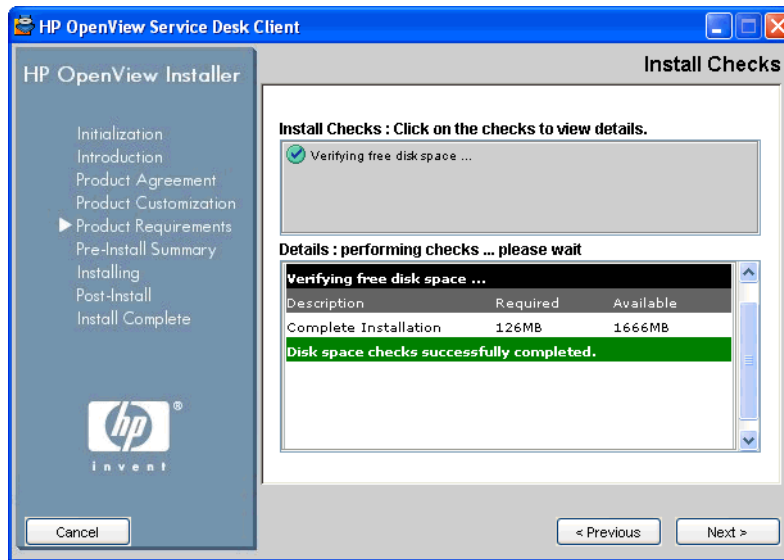 HP OpenView Service Desk Client
HP OpenView Installer
Install Checks
Initialization
Introduction
Product Agreement
Product Customization
Product Requirements
Pre-Install Summary
Installing
Post-Install
Install Complete
hp
®
invent
Install Checks : Click on the checks to view details.
Verifying free disk space ...
Details : performing checks ... please wait
Verifying free disk space ...
Description Required Available
Complete Installation 126MB 1666MB
Disk space checks successfully completed.
Cancel
< Previous
Next >